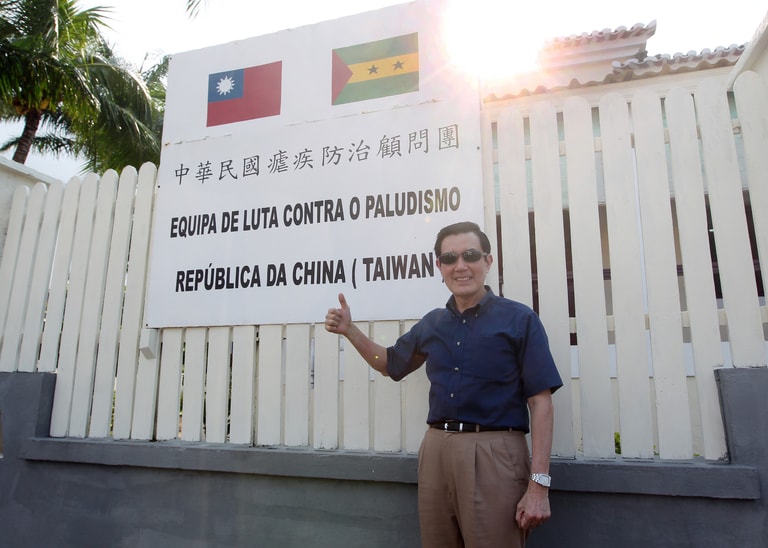 中華民國瘧疾防治顧問團
EQUIPA DE LUTA CONTRA O PALUDISMO
REPÚBLICA DA CHINA ( TAIWAN